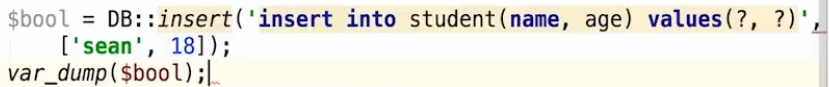 $bool = DB::insert('insert into student(name, age) values(?, ?)',
['sean', 18]);
var_dump($bool);